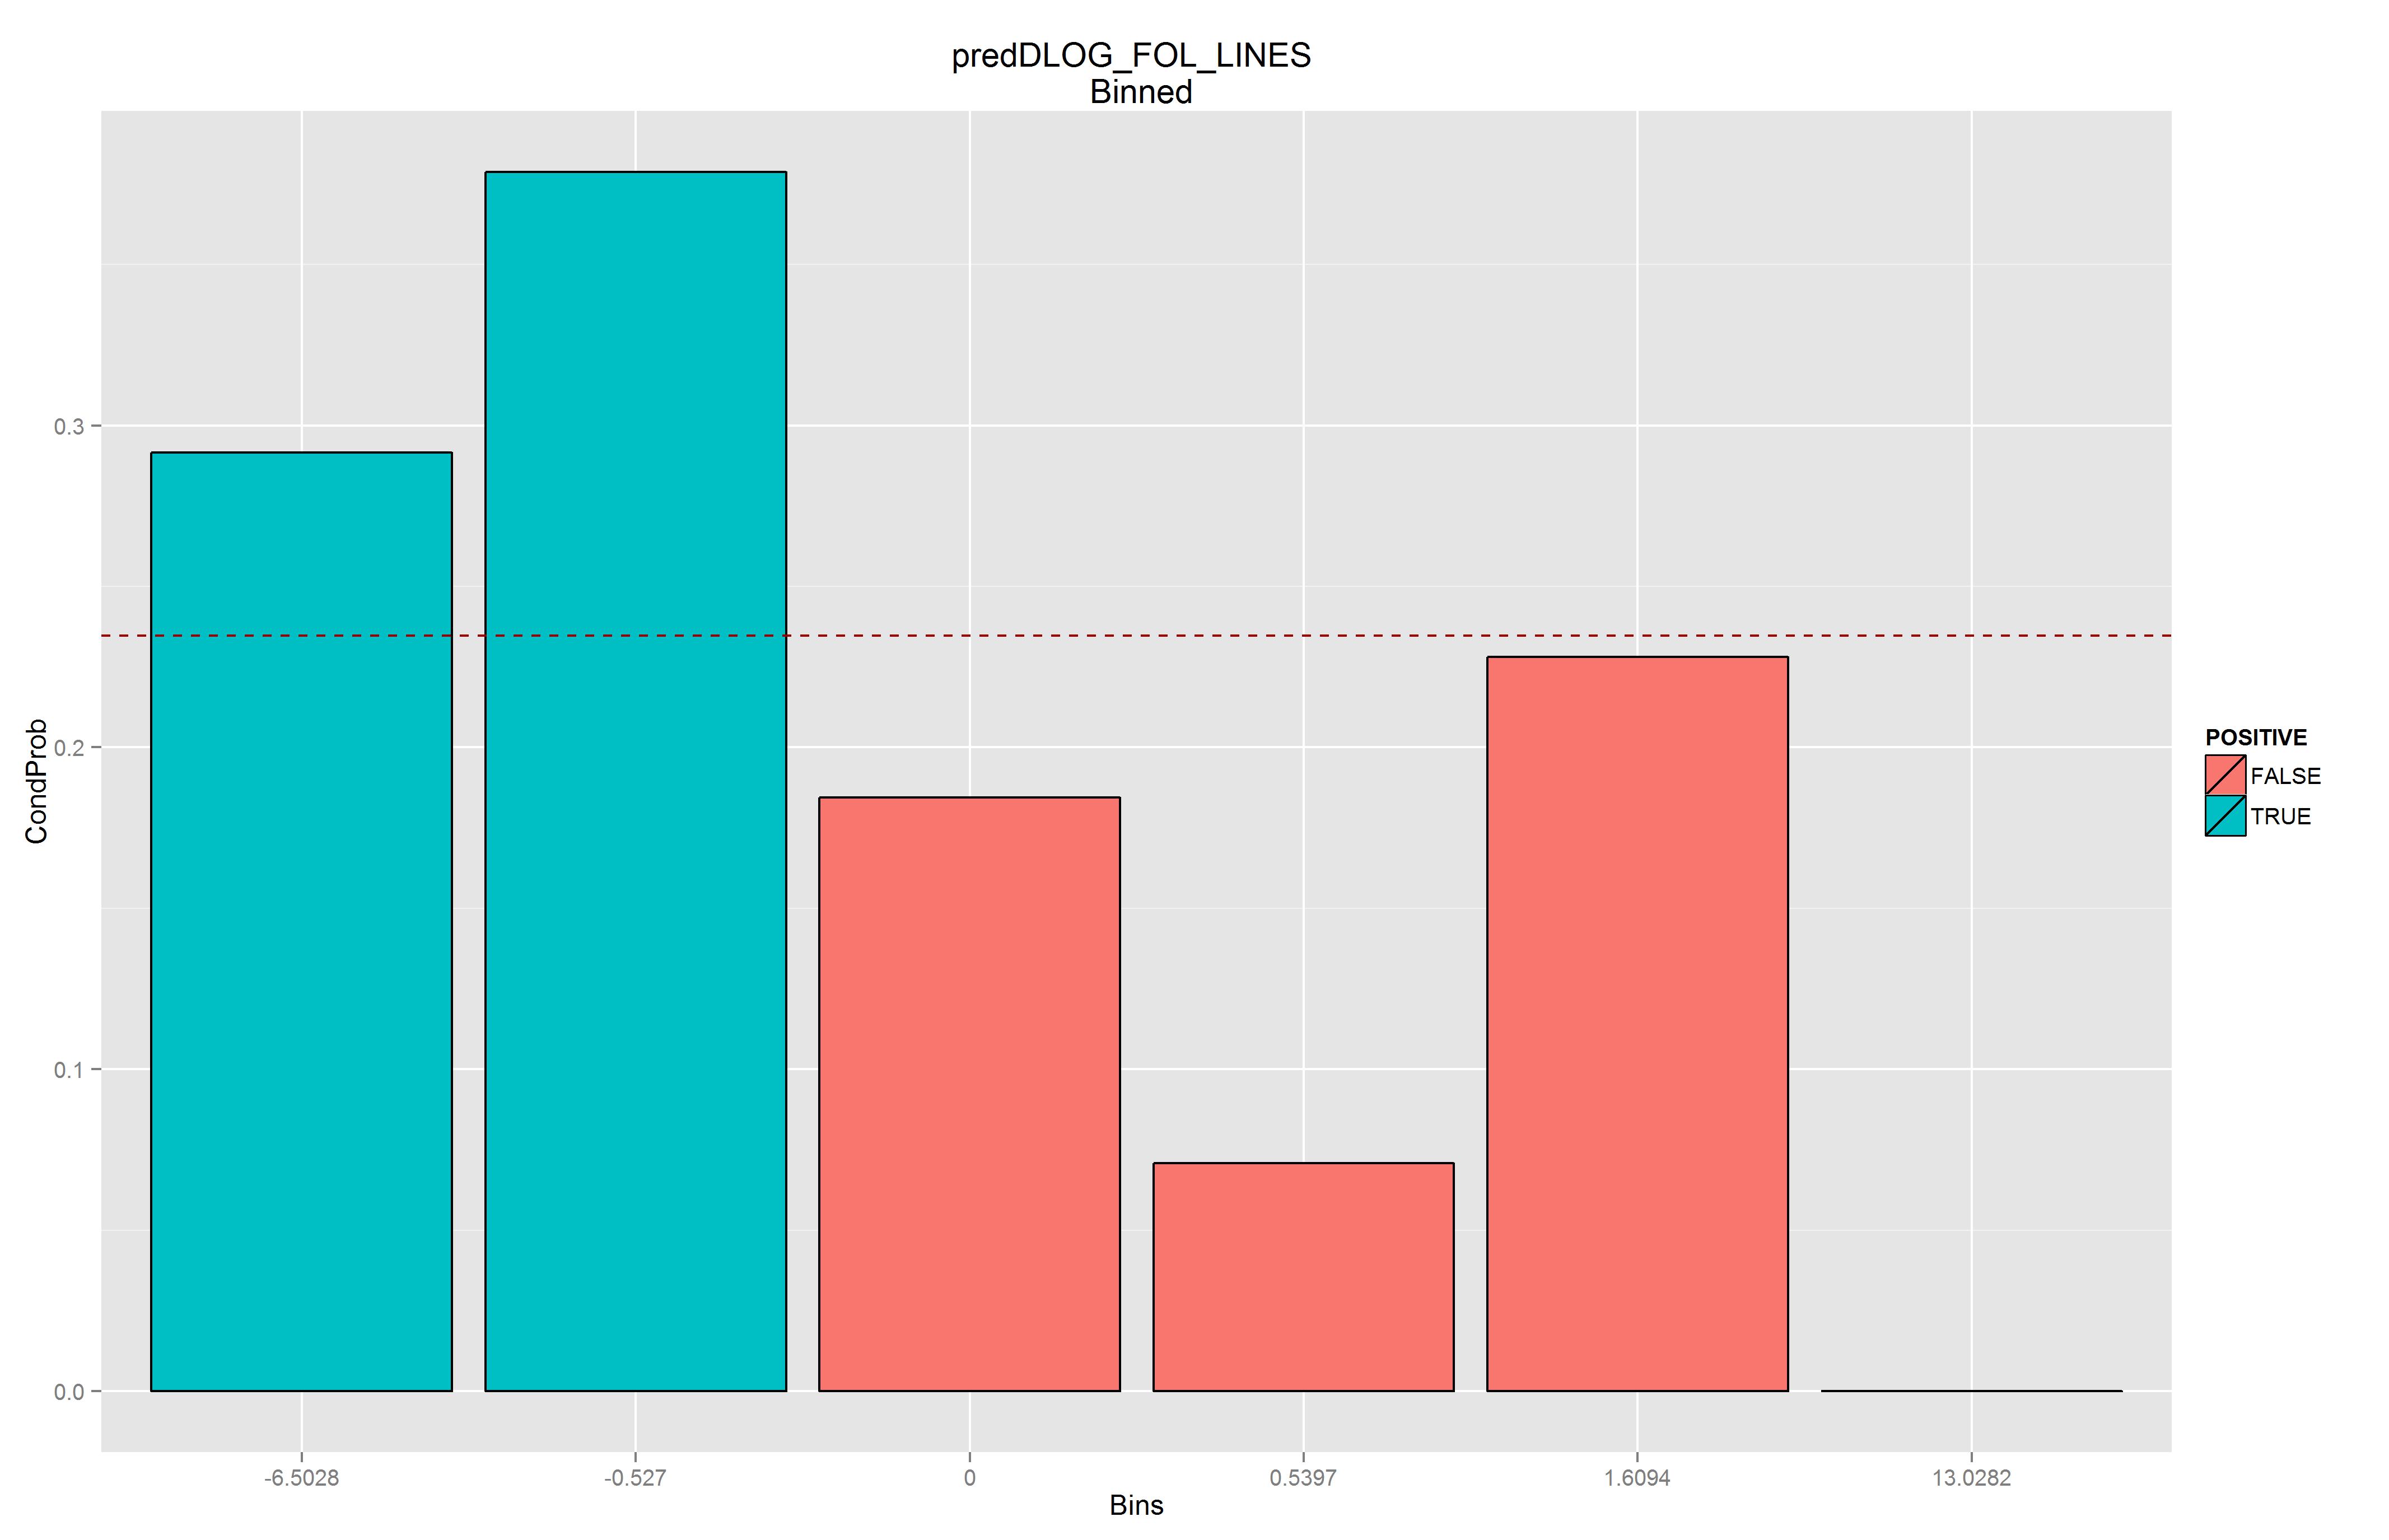 predDLOG_FOL_LINES
Binned
CondProb
0.3
0.2
0.1
0.0
-6.5028
-0.527
0
0.5397
1.6094
13.0282
Bins
POSITIVE
FALSE
TRUE